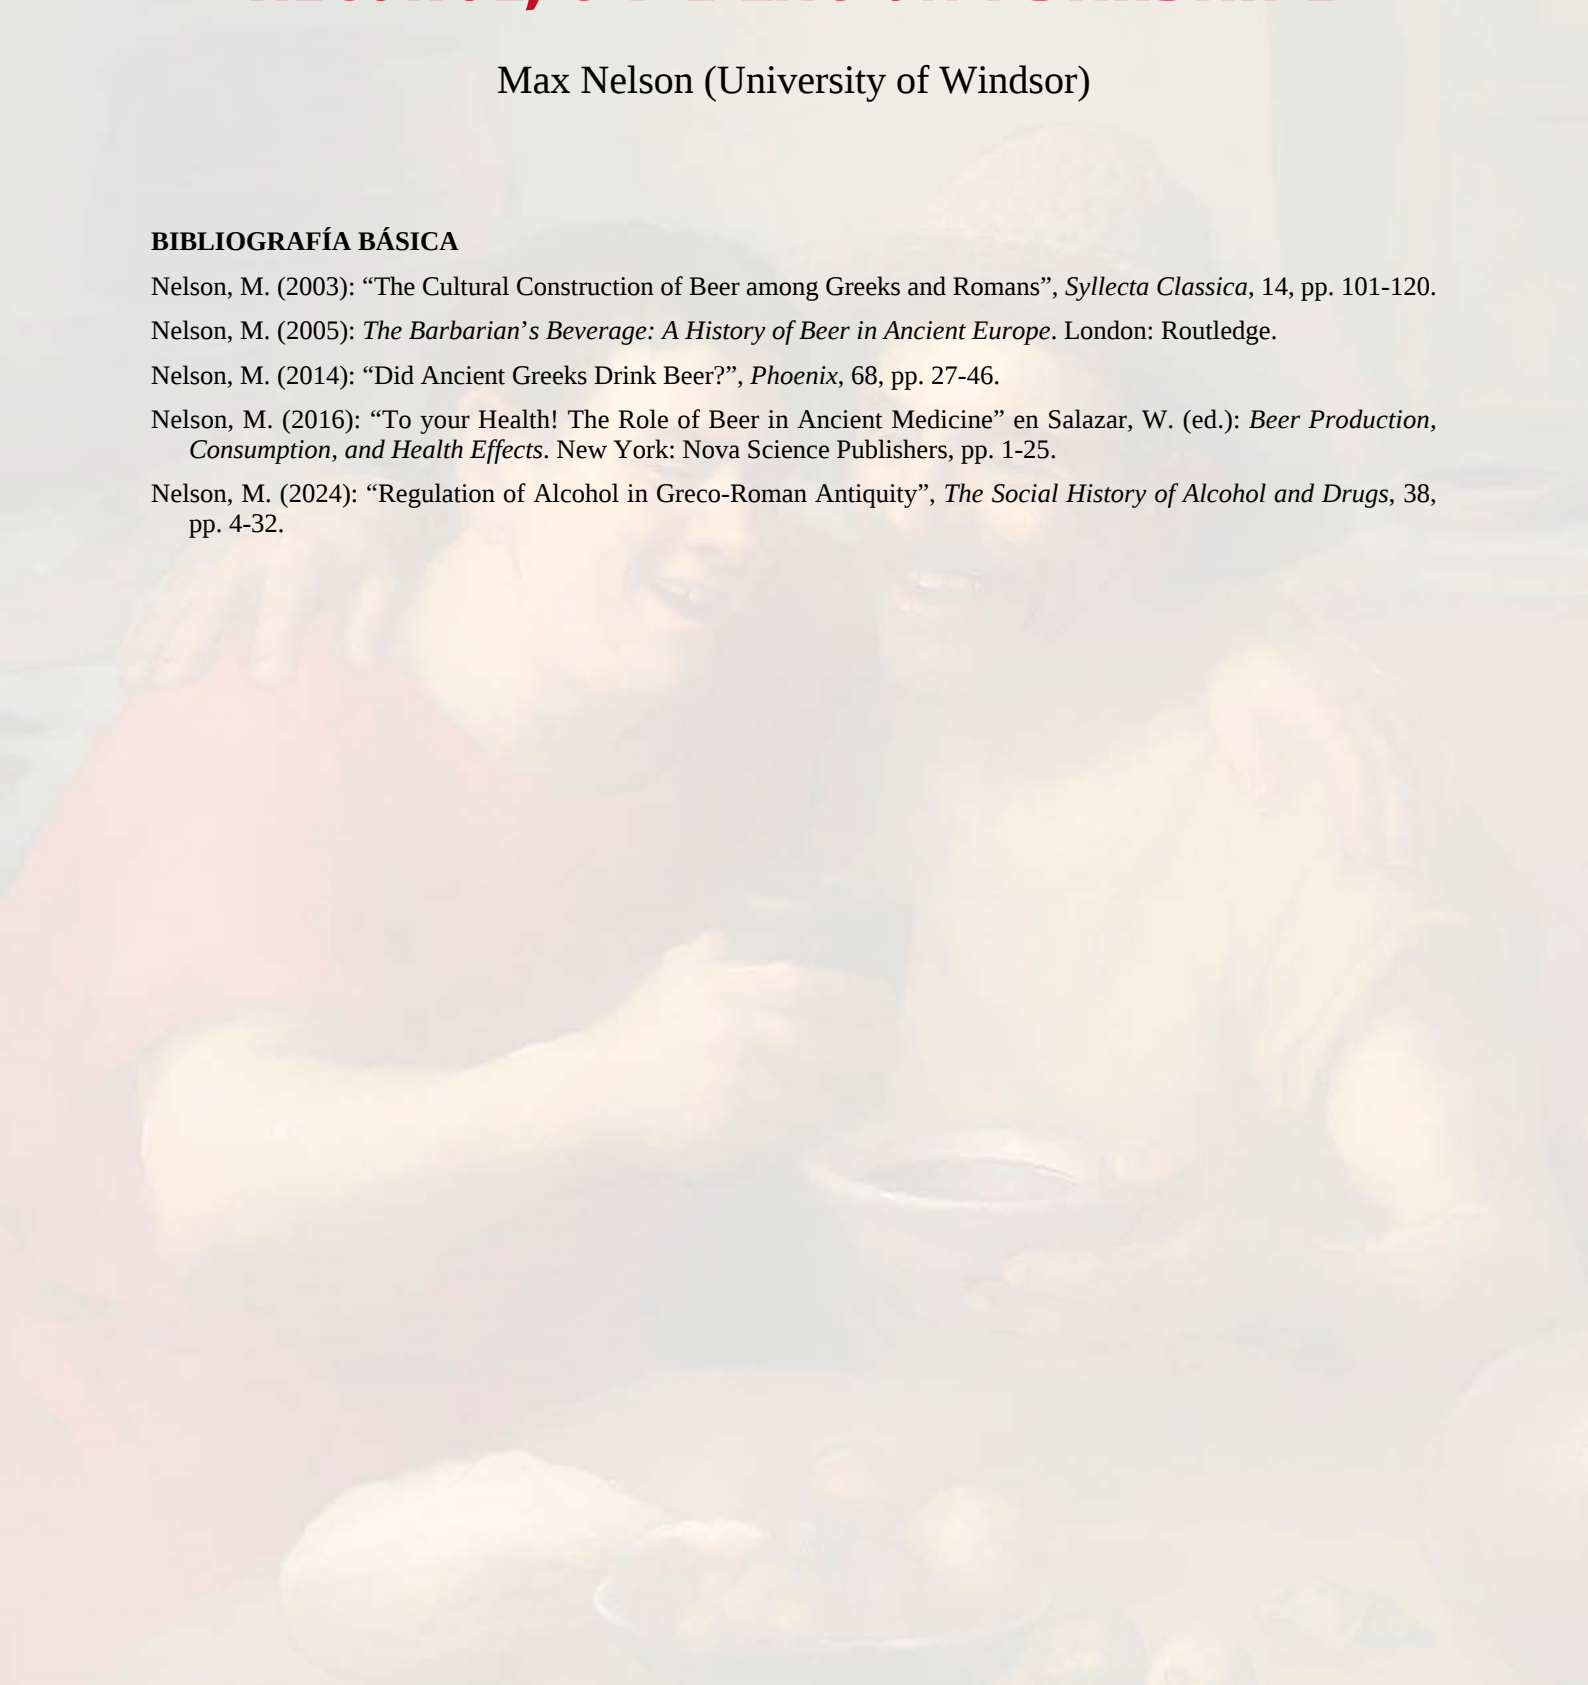 Max Nelson (University of Windsor)
BIBLIOGRAFÍA BÁSICA
Nelson, M. (2003): “The Cultural Construction of Beer among Greeks and Romans”, Syllecta Classica, 14, pp. 101-120.
Nelson, M. (2005): The Barbarian’s Beverage: A History of Beer in Ancient Europe. London: Routledge.
Nelson, M. (2014): “Did Ancient Greeks Drink Beer?”, Phoenix, 68, pp. 27-46.
Nelson, M. (2016): “To your Health! The Role of Beer in Ancient Medicine” en Salazar, W. (ed.): Beer Production,
Consumption, and Health Effects. New York: Nova Science Publishers, pp. 1-25.
Nelson, M. (2024): “Regulation of Alcohol in Greco-Roman Antiquity”, The Social History of Alcohol and Drugs, 38,
pp. 4-32.